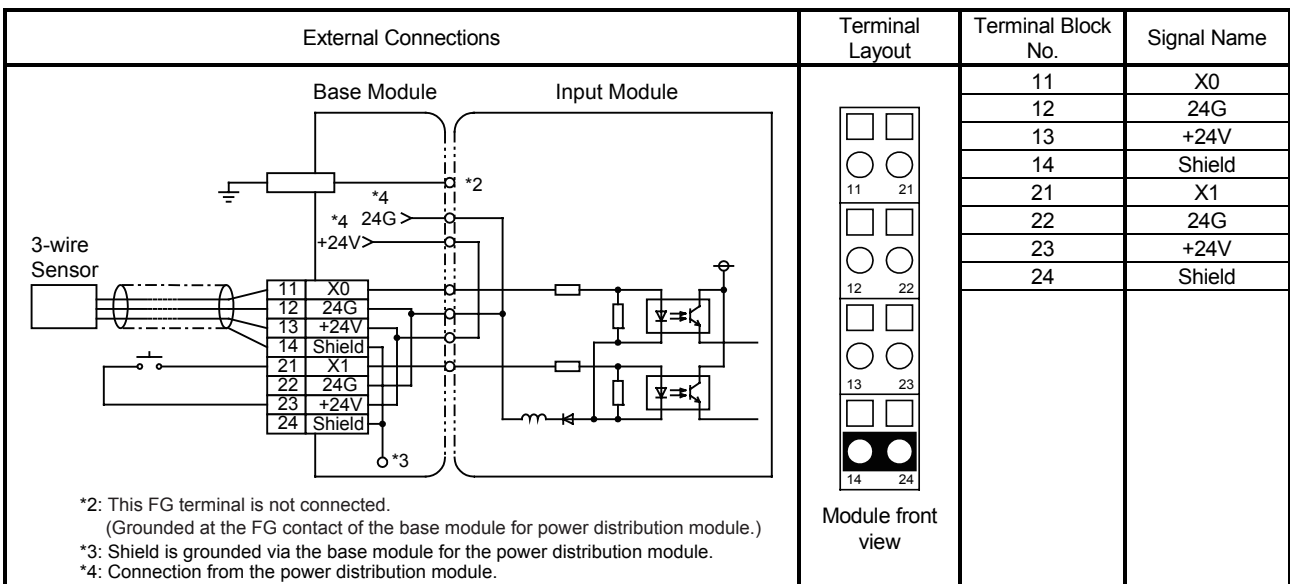 External Connections
Terminal Layout
Terminal Block No.
Signal Name
Base Module
Input Module
*2
*4
*4 24G
+24V
3-wire
Sensor
11 X0
12 24G
13 +24V
14 Shield
21 X1
22 24G
23 +24V
24 Shield
*3
*2: This FG terminal is not connected.
(Grounded at the FG contact of the base module for power distribution module.)
*3: Shield is grounded via the base module for the power distribution module.
*4: Connection from the power distribution module.
11 21
12 22
13 23
14 24
Module front
view
11 X0
12 24G
13 +24V
14 Shield
21 X1
22 24G
23 +24V
24 Shield